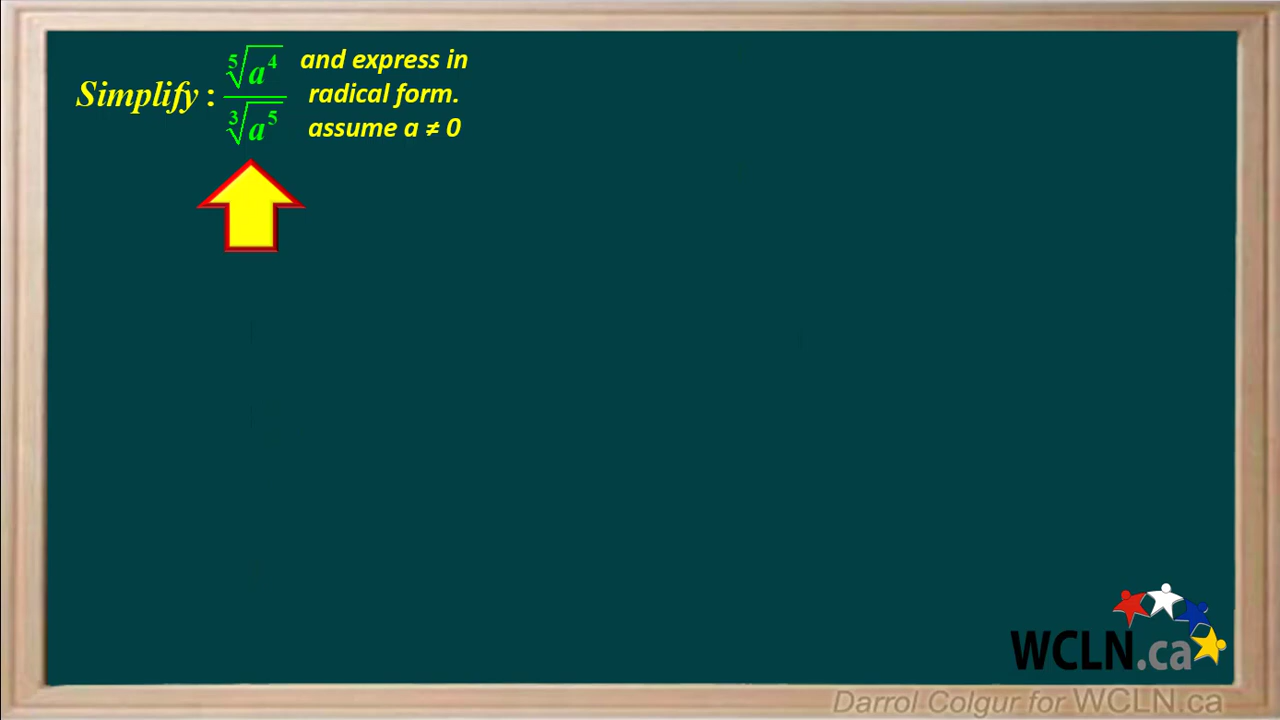 Simplify : ⁵√a⁴ / ³√a⁵ and express in
radical form.
assume a ≠ 0
WCLN.ca
Darrol Colgur for WCLN.ca